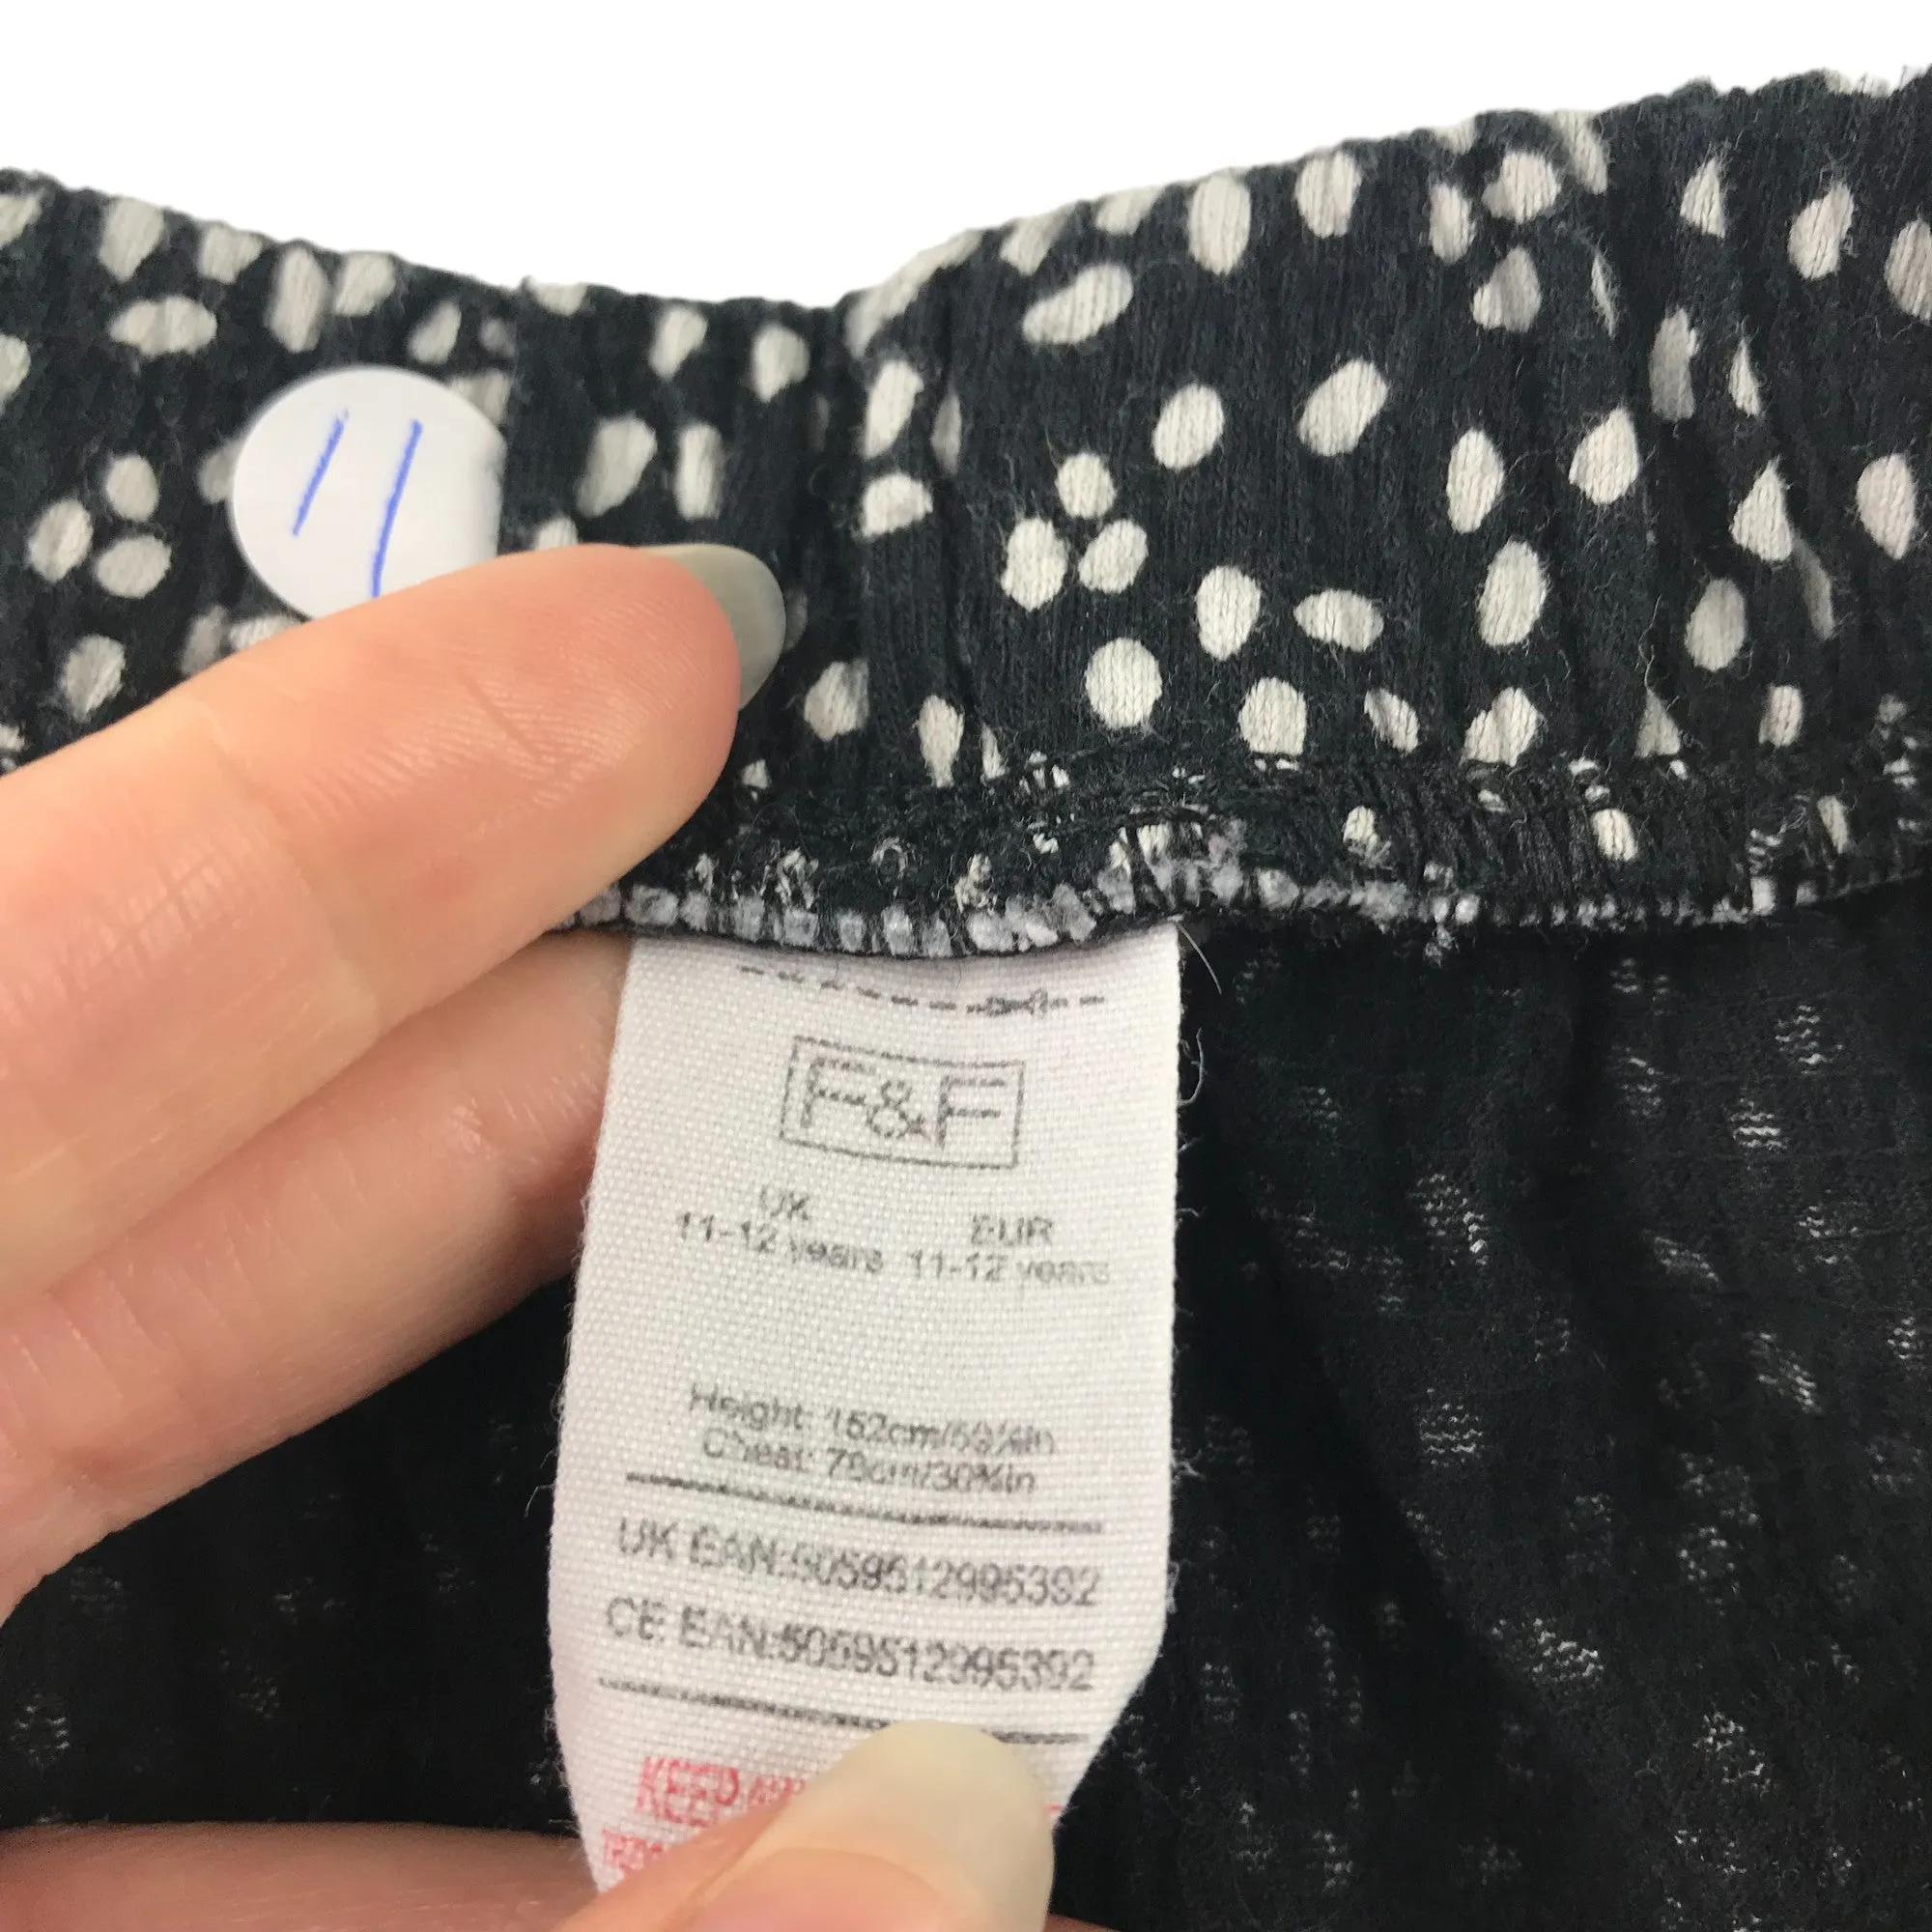 11
F&F
UK EUR
11-12 years 11-12 years
Height: 152cm/59¾in
Chest: 78cm/30¾in
UK EAN:5059512995392
CE EAN:5059512995392
KEEP